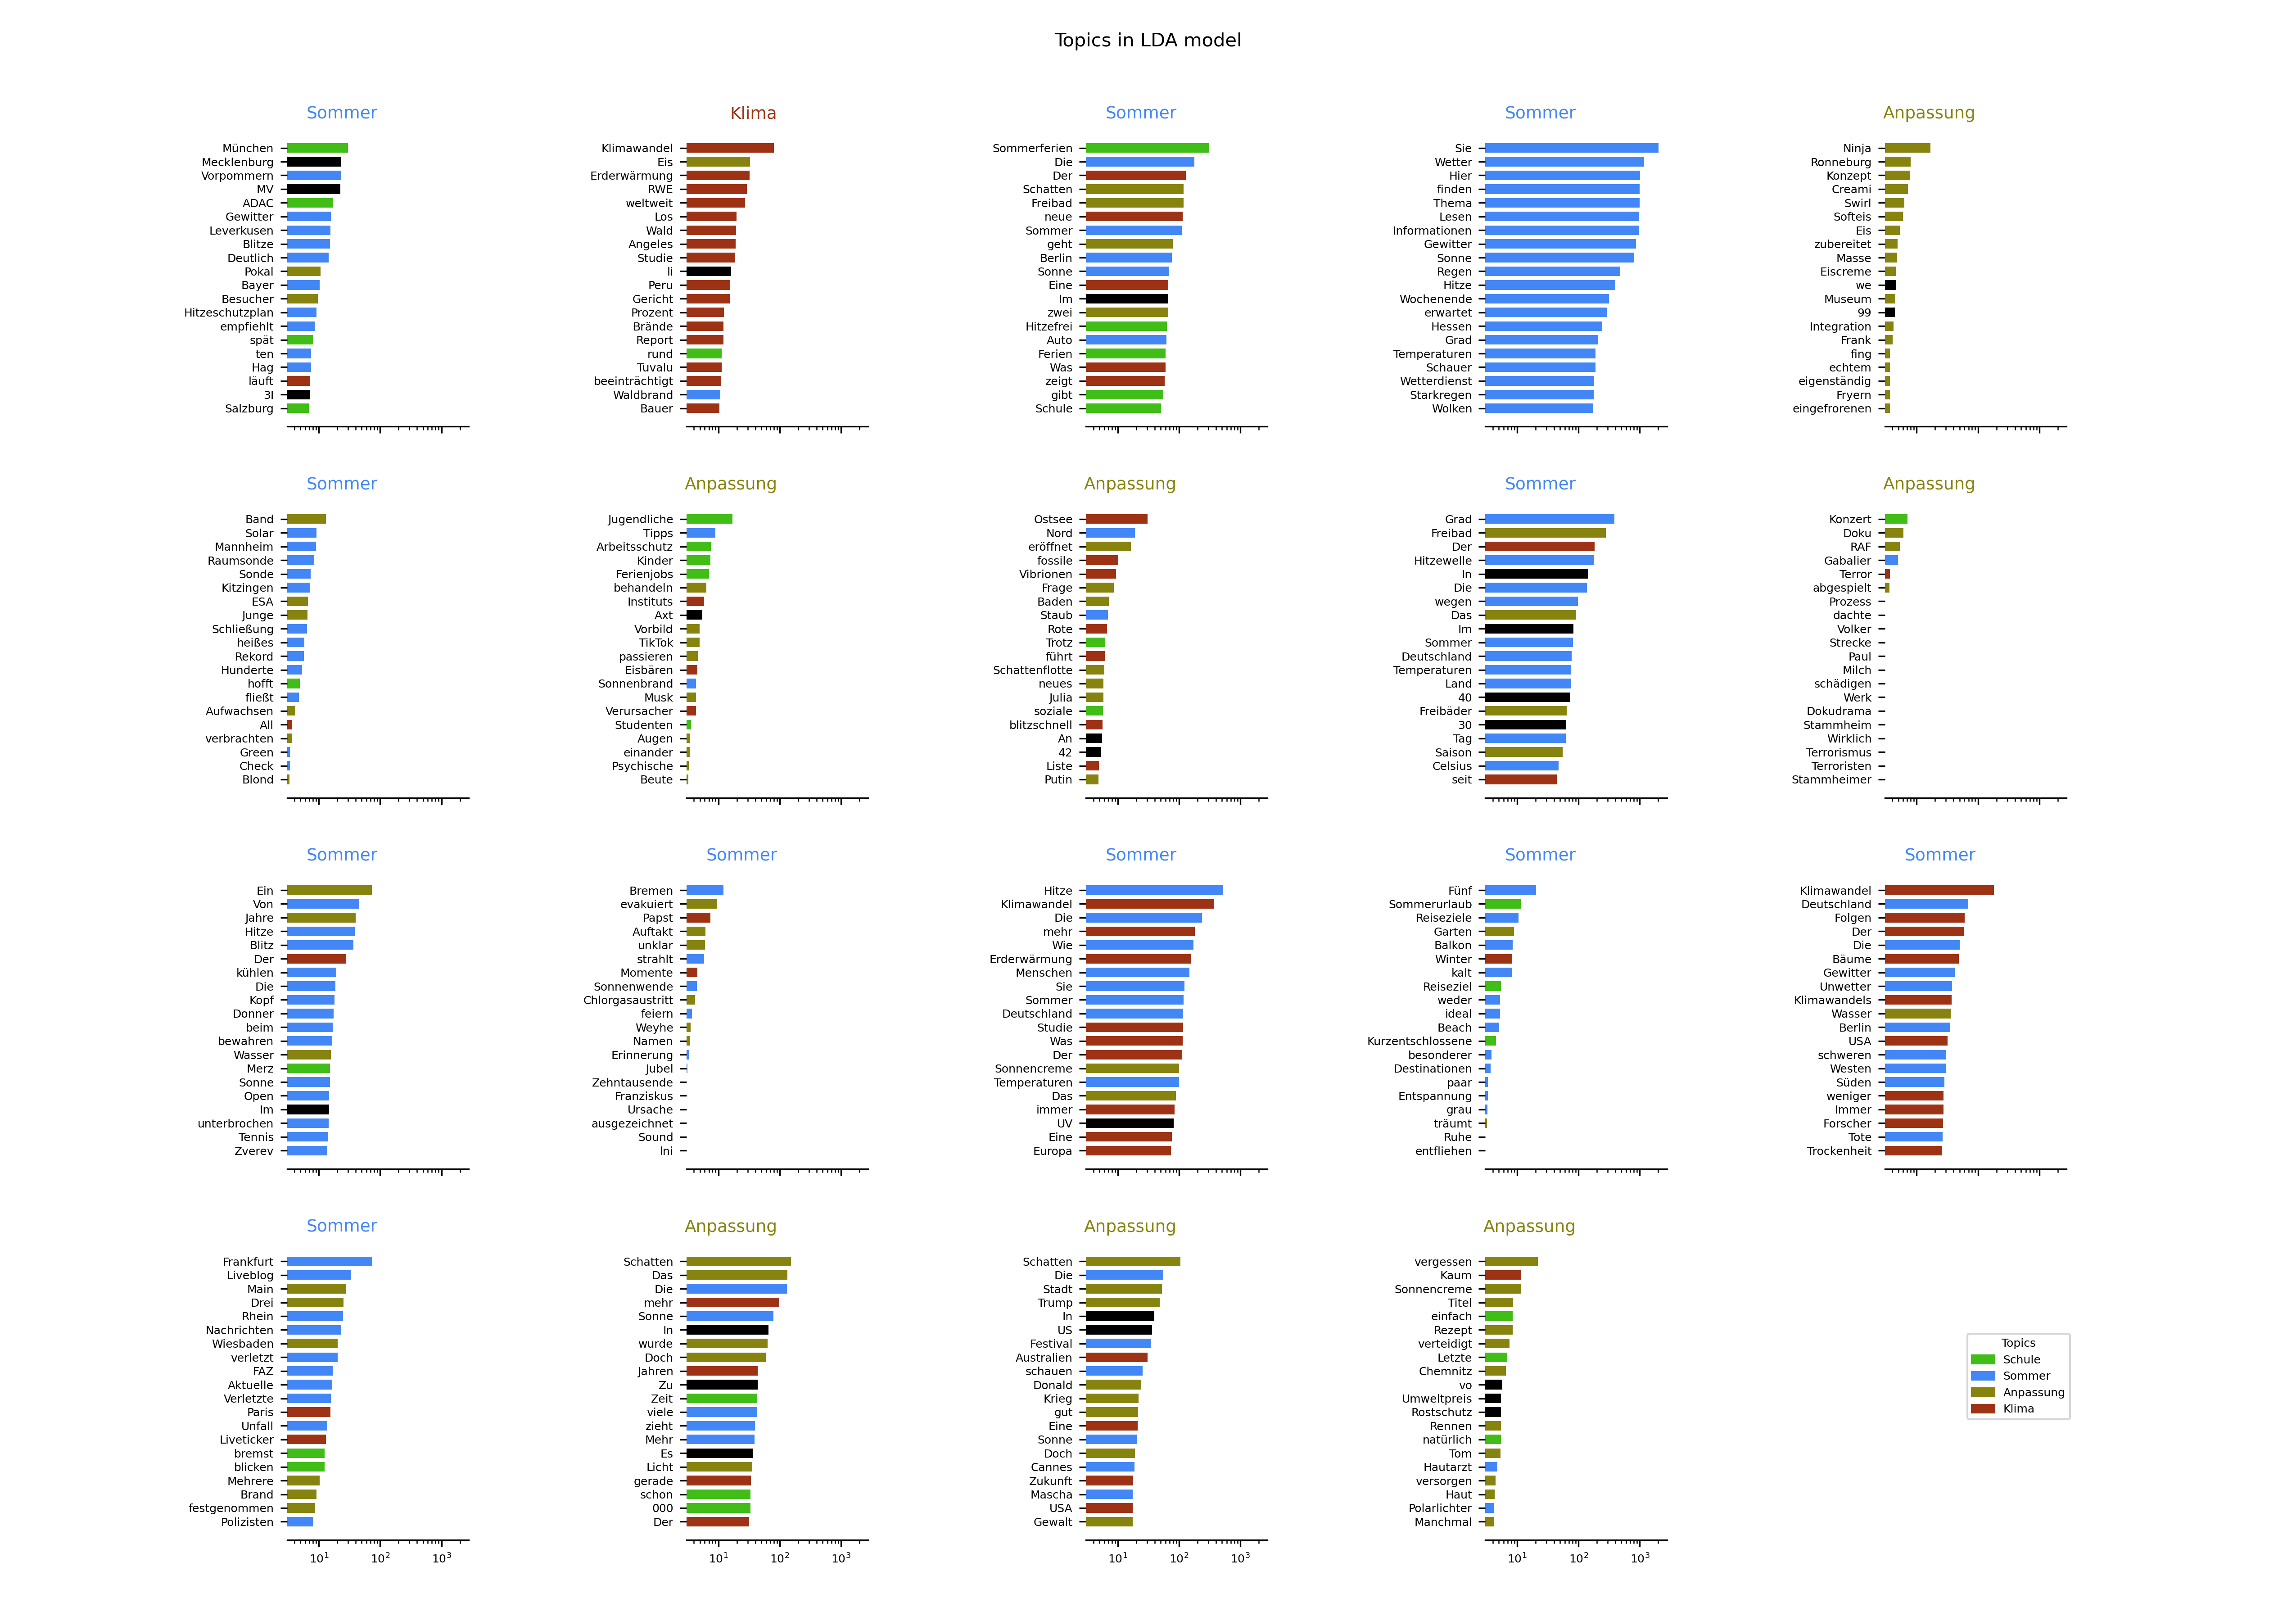 Topics in LDA model
Sommer
München
Mecklenburg
Vorpommern
MV
ADAC
Gewitter
Leverkusen
Blitze
Deutlich
Pokal
Bayer
Besucher
Hitzeschutzplan
empfiehlt
spät
ten
Hag
läuft
3I
Salzburg
Klima
Klimawandel
Eis
Erderwärmung
RWE
weltweit
Los
Wald
Angeles
Studie
li
Peru
Gericht
Prozent
Brände
Report
rund
Tuvalu
beeinträchtigt
Waldbrand
Bauer
Sommer
Sommerferien
Die
Der
Schatten
Freibad
neue
Sommer
geht
Berlin
Sonne
Eine
Im
zwei
Hitzefrei
Auto
Ferien
Was
zeigt
gibt
Schule
Sommer
Sie
Wetter
Hier
finden
Thema
Lesen
Informationen
Gewitter
Sonne
Regen
Hitze
Wochenende
erwartet
Hessen
Grad
Temperaturen
Schauer
Wetterdienst
Starkregen
Wolken
Anpassung
Ninja
Ronneburg
Konzept
Creami
Swirl
Softeis
Eis
zubereitet
Masse
Eiscreme
we
Museum
99
Integration
Frank
fing
echtem
eigenständig
Fryern
eingefrorenen
Sommer
Band
Solar
Mannheim
Raumsonde
Sonde
Kitzingen
ESA
Junge
Schließung
heißes
Rekord
Hunderte
hofft
fließt
Aufwachsen
All
verbrachten
Green
Check
Blond
Anpassung
Jugendliche
Tipps
Arbeitsschutz
Kinder
Ferienjobs
behandeln
Instituts
Axt
Vorbild
TikTok
passieren
Eisbären
Sonnenbrand
Musk
Verursacher
Studenten
Augen
einander
Psychische
Beute
Anpassung
Ostsee
Nord
eröffnet
fossile
Vibrionen
Frage
Baden
Staub
Rote
Trotz
führt
Schattenflotte
neues
Julia
soziale
blitzschnell
An
42
Liste
Putin
Sommer
Grad
Freibad
Der
Hitzewelle
In
Die
wegen
Das
Im
Sommer
Deutschland
Temperaturen
Land
40
Freibäder
30
Tag
Saison
Celsius
seit
Anpassung
Konzert
Doku
RAF
Gabalier
Terror
abgespielt
Prozess
dachte
Volker
Strecke
Paul
Milch
schädigen
Werk
Dokudrama
Stammheim
Wirklich
Terrorismus
Terroristen
Stammheimer
Sommer
Ein
Von
Jahre
Hitze
Blitz
Der
kühlen
Die
Kopf
Donner
beim
bewahren
Wasser
Merz
Sonne
Open
Im
unterbrochen
Tennis
Zverev
Sommer
Bremen
evakuiert
Papst
Auftakt
unklar
strahlt
Momente
Sonnenwende
Chlorgasaustritt
feiern
Weyhe
Namen
Erinnerung
Jubel
Zehntausende
Franziskus
Ursache
ausgezeichnet
Sound
Ini
Sommer
Hitze
Klimawandel
Die
mehr
Wie
Erderwärmung
Menschen
Sie
Sommer
Deutschland
Studie
Was
Der
Sonnencreme
Temperaturen
Das
immer
UV
Eine
Europa
Sommer
Fünf
Sommerurlaub
Reiseziele
Garten
Balkon
Winter
kalt
Reiseziel
weder
ideal
Beach
Kurzentschlossene
besonderer
Destinationen
paar
Entspannung
grau
träumt
Ruhe
entfliehen
Sommer
Klimawandel
Deutschland
Folgen
Der
Die
Bäume
Gewitter
Unwetter
Klimawandels
Wasser
Berlin
USA
schweren
Westen
Süden
weniger
Immer
Forscher
Tote
Trockenheit
Sommer
Frankfurt
Liveblog
Main
Drei
Rhein
Nachrichten
Wiesbaden
verletzt
FAZ
Aktuelle
Verletzte
Paris
Unfall
Liveticker
bremst
blicken
Mehrere
Brand
festgenommen
Polizisten
10¹ 10² 10³
Anpassung
Schatten
Das
Die
mehr
Sonne
In
wurde
Doch
Jahren
Zu
Zeit
viele
zieht
Mehr
Es
Licht
gerade
schon
000
Der
10¹ 10² 10³
Anpassung
Schatten
Die
Stadt
Trump
In
US
Festival
Australien
schauen
Donald
Krieg
gut
Eine
Sonne
Doch
Cannes
Zukunft
Mascha
USA
Gewalt
10¹ 10² 10³
Anpassung
vergessen
Kaum
Sonnencreme
Titel
einfach
Rezept
verteidigt
Letzte
Chemnitz
vo
Umweltpreis
Rostschutz
Rennen
natürlich
Tom
Hautarzt
versorgen
Haut
Polarlichter
Manchmal
10¹ 10² 10³
Topics
Schule
Sommer
Anpassung
Klima